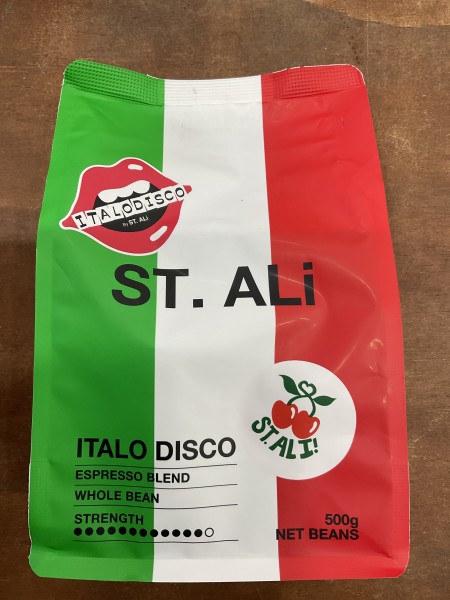 ITALODISCO
by ST. ALi
ST. ALi
ST. ALI!
ITALO DISCO
ESPRESSO BLEND
WHOLE BEAN
STRENGTH
500g
NET BEANS